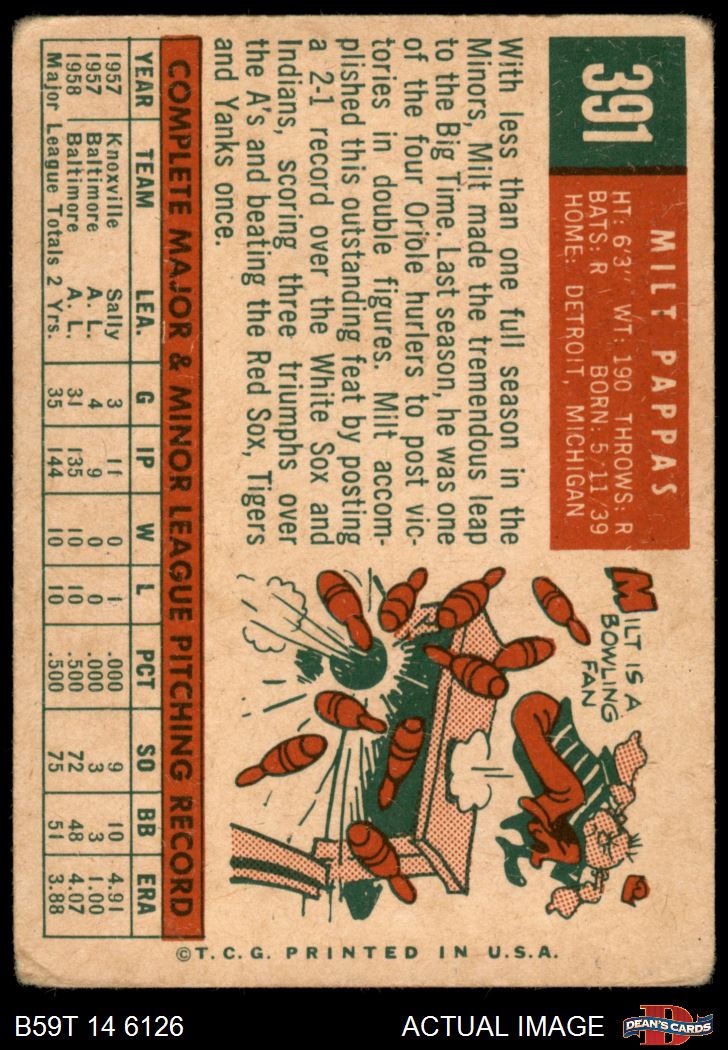 391
MILT PAPPAS
HT: 6'3" WT: 190 THROWS: R
BATS: R BORN: 5/11/39
HOME: DETROIT, MICHIGAN
With less than one full season in the
Minors, Milt made the tremendous leap
to the Big Time. Last season, he was one
of the four Oriole hurlers to post vic-
tories in double figures. Milt accom-
plished this outstanding feat by posting
a 2-1 record over the White Sox and
Indians, scoring three triumphs over
the A's and beating the Red Sox, Tigers
and Yanks once.
MILT IS A
BOWLING
FAN
COMPLETE MAJOR & MINOR LEAGUE PITCHING RECORD
YEAR TEAM LEA. G IP W L PCT SO BB ERA
1957 Knoxville Sally 3 11 0 1 .000 9 10 4.91
1957 Baltimore A. L. 4 9 0 0 .000 3 3 1.00
1958 Baltimore A. L. 31 135 10 10 .500 72 48 4.07
Major League Totals 2 Yrs. 35 144 10 10 .500 75 51 3.88
©T.C.G. PRINTED IN U.S.A.
B59T 14 6126
ACTUAL IMAGE
DEAN'S CARDS